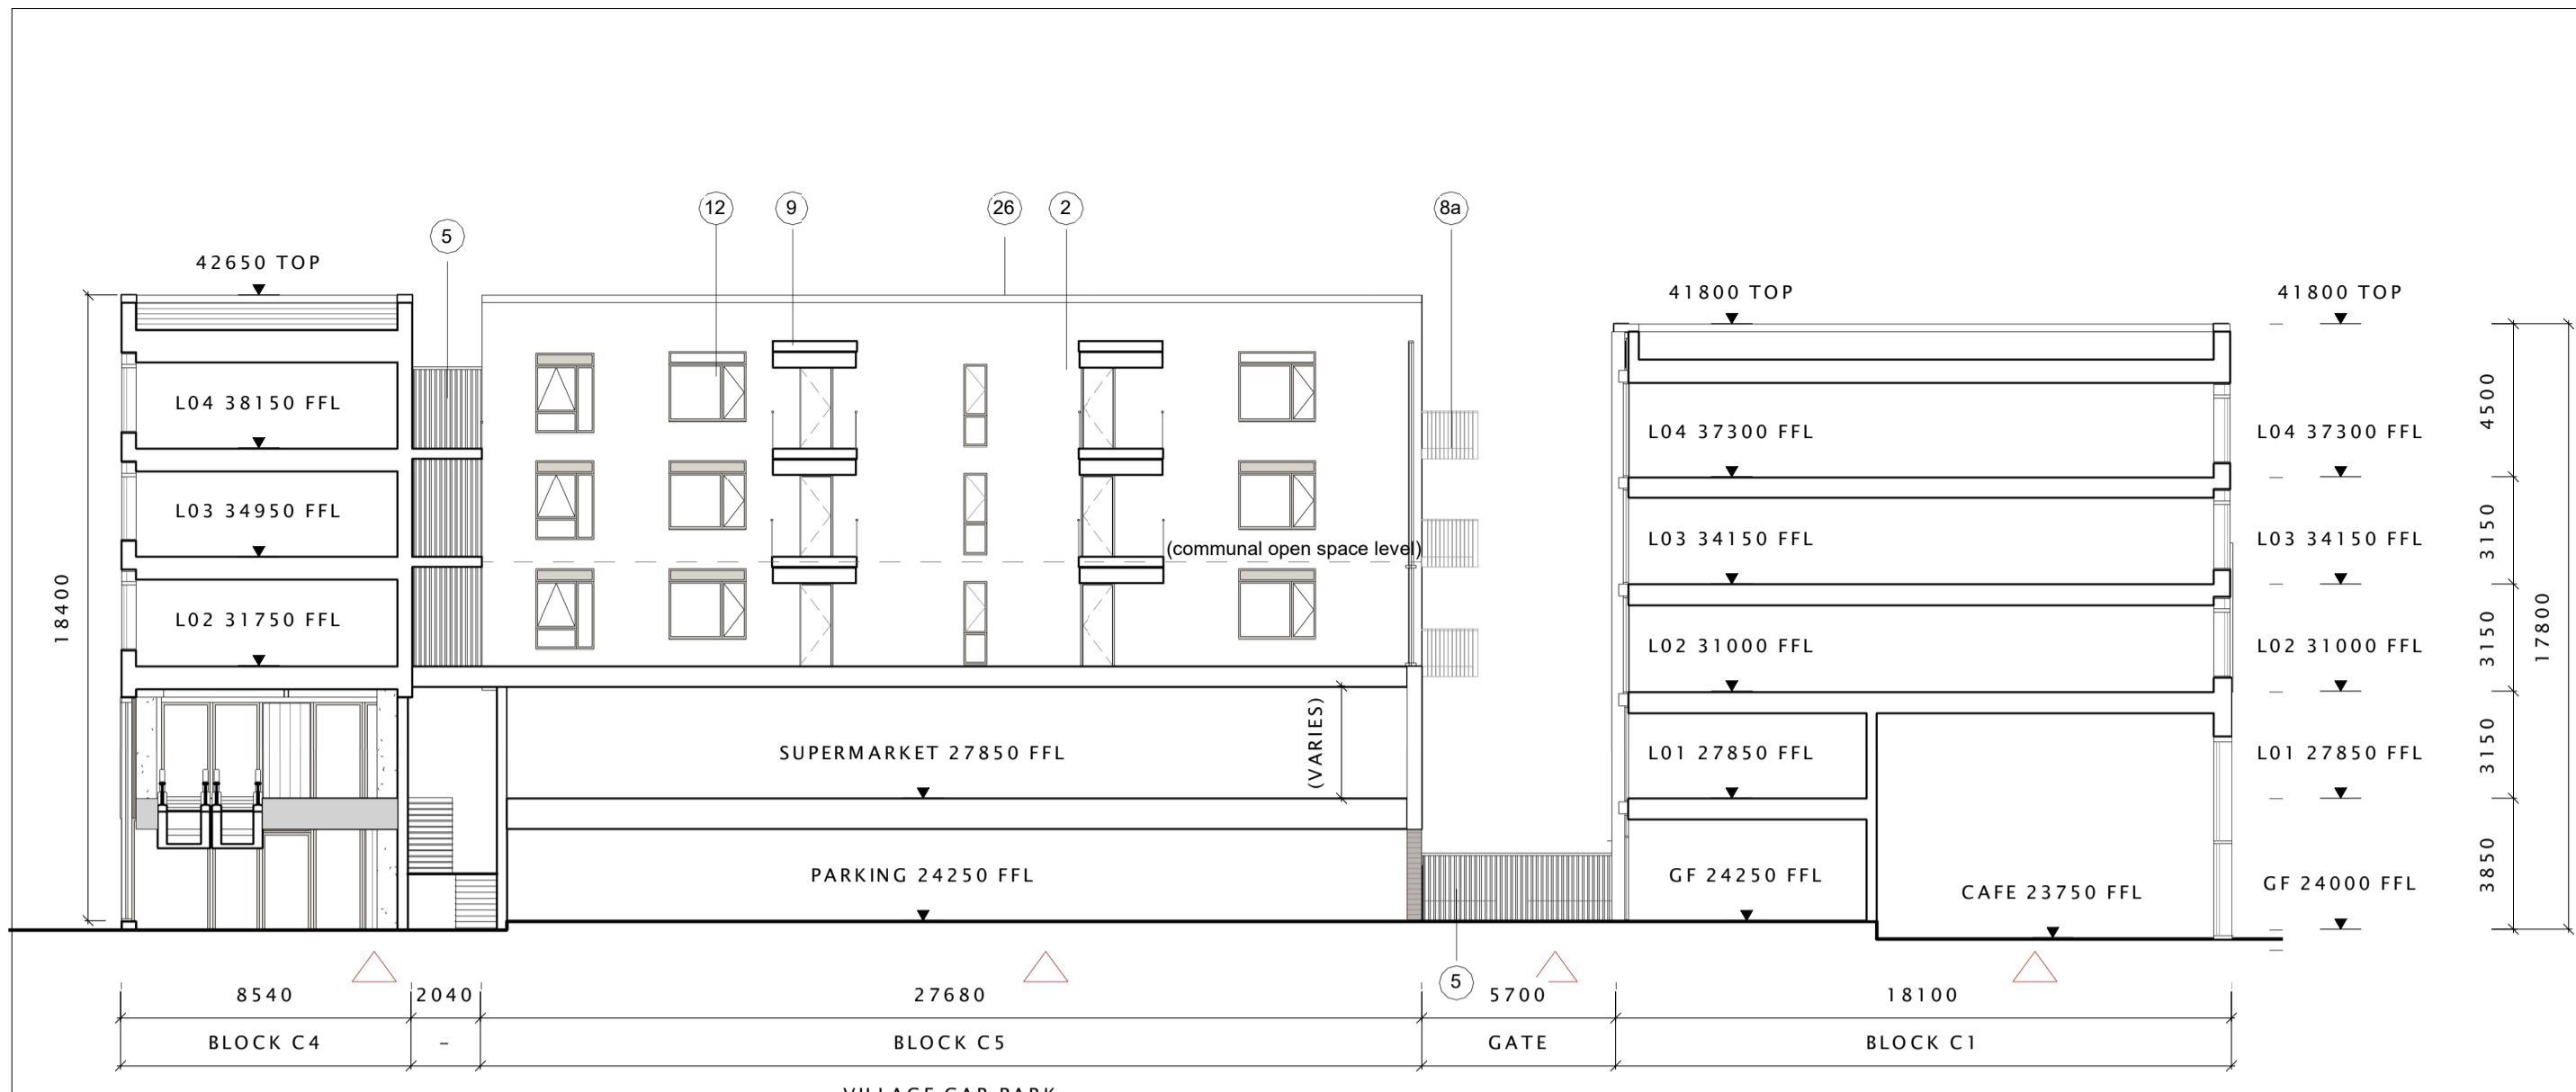 12
9
26
2
8a
5
42650 TOP
41800 TOP
41800 TOP
L04 38150 FFL
L04 37300 FFL
L04 37300 FFL
4500
L03 34950 FFL
(communal open space level)
L03 34150 FFL
L03 34150 FFL
3150
18400
L02 31750 FFL
L02 31000 FFL
L02 31000 FFL
3150
17800
SUPERMARKET 27850 FFL
(VARIES)
L01 27850 FFL
L01 27850 FFL
3150
PARKING 24250 FFL
GF 24250 FFL
CAFE 23750 FFL
GF 24000 FFL
3850
5
8540
2040
27680
5700
18100
BLOCK C4
–
BLOCK C5
GATE
BLOCK C1
VILLAGE CAR PARK